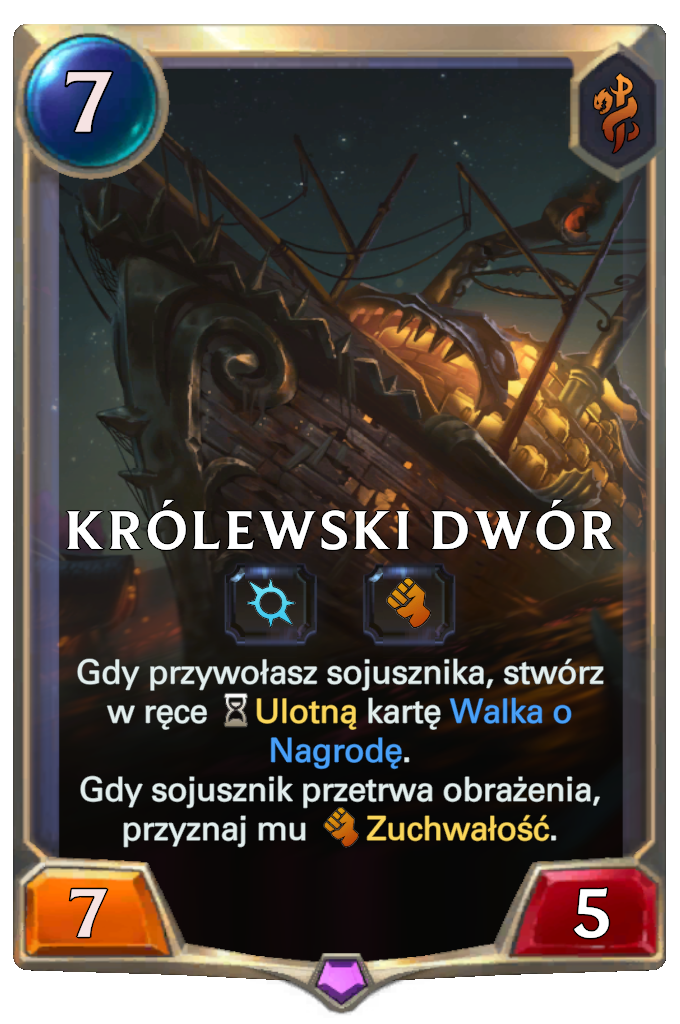 7
KRÓLEWSKI DWÓR
Gdy przywołasz sojusznika, stwórz
w ręce Ulotną kartę Walka o
Nagrodę.
Gdy sojusznik przetrwa obrażenia,
przyznaj mu Zuchwałość.
7
5